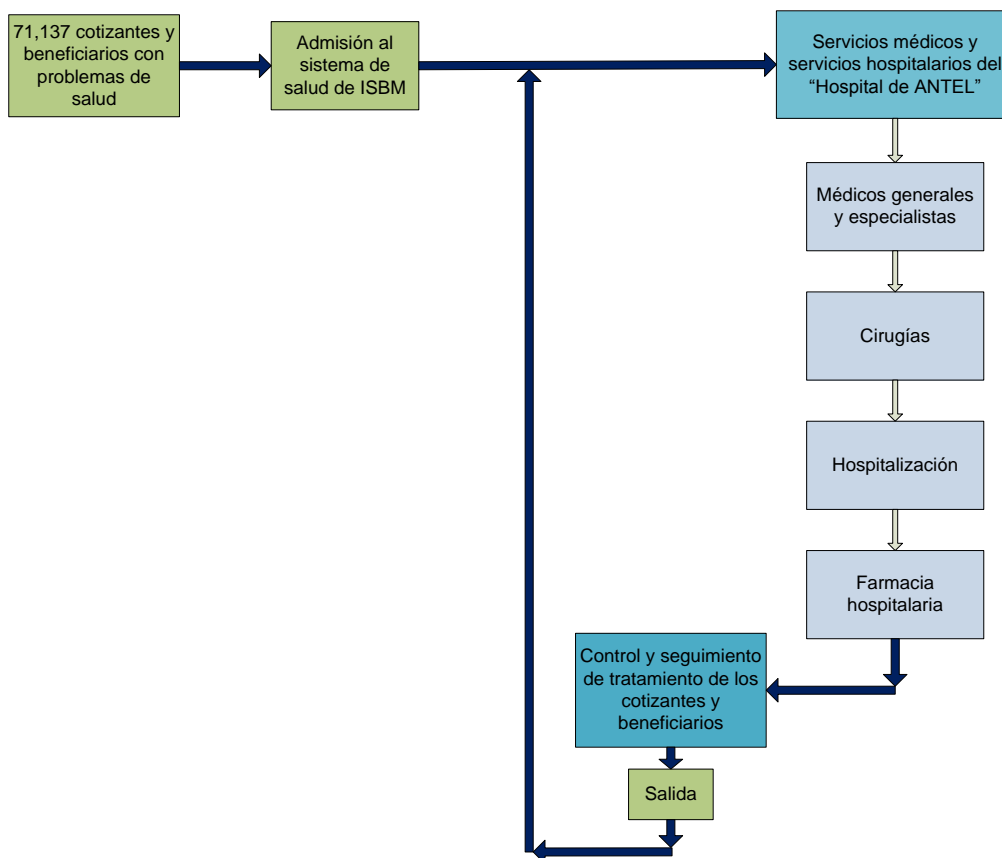 71,137 cotizantes y
beneficiarios con
problemas de
salud
Admisión al
sistema de
salud de ISBM
Servicios médicos y
servicios hospitalarios del
“Hospital de ANTEL”
Médicos generales
y especialistas
Cirugías
Hospitalización
Farmacia
hospitalaria
Control y seguimiento
de tratamiento de los
cotizantes y
beneficiarios
Salida